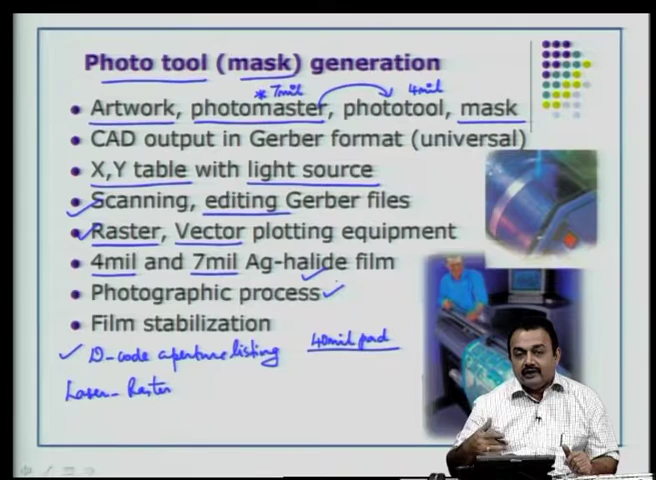 Photo tool (mask) generation
* 7mil 4mil
• Artwork, photomaster, phototool, mask
• CAD output in Gerber format (universal)
• X,Y table with light source
• Scanning, editing Gerber files
• Raster, Vector plotting equipment
• 4mil and 7mil Ag-halide film
• Photographic process
• Film stabilization
D-code aperture listing 40mil pad
Laser-Raster